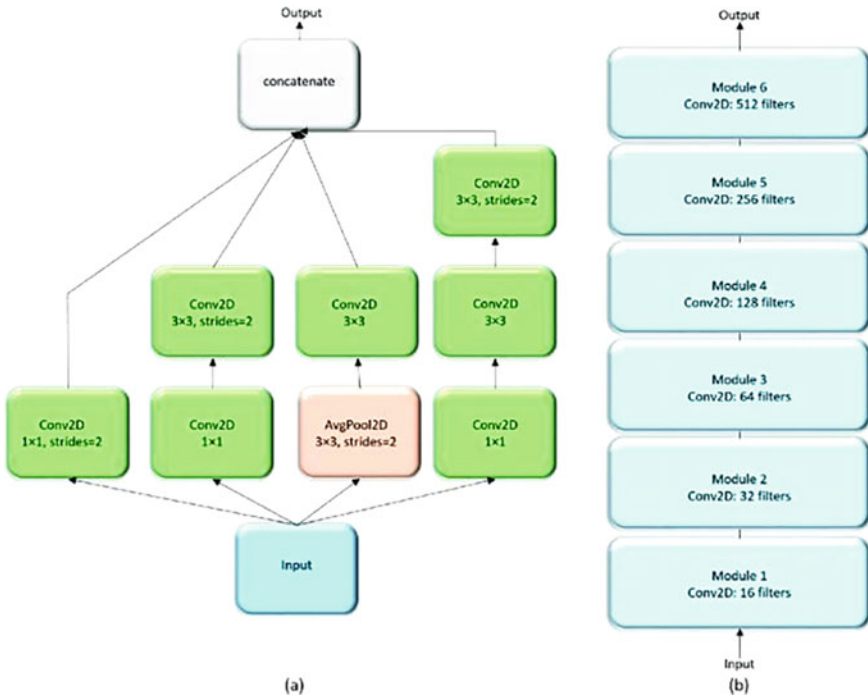 Output
concatenate
Conv2D
3×3, strides=2
Conv2D
3×3, strides=2
Conv2D
3×3
Conv2D
3×3
Conv2D
1×1, strides=2
Conv2D
1×1
AvgPool2D
3×3, strides=2
Conv2D
1×1
Input
(a)
Output
Module 6
Conv2D: 512 filters
Module 5
Conv2D: 256 filters
Module 4
Conv2D: 128 filters
Module 3
Conv2D: 64 filters
Module 2
Conv2D: 32 filters
Module 1
Conv2D: 16 filters
Input
(b)